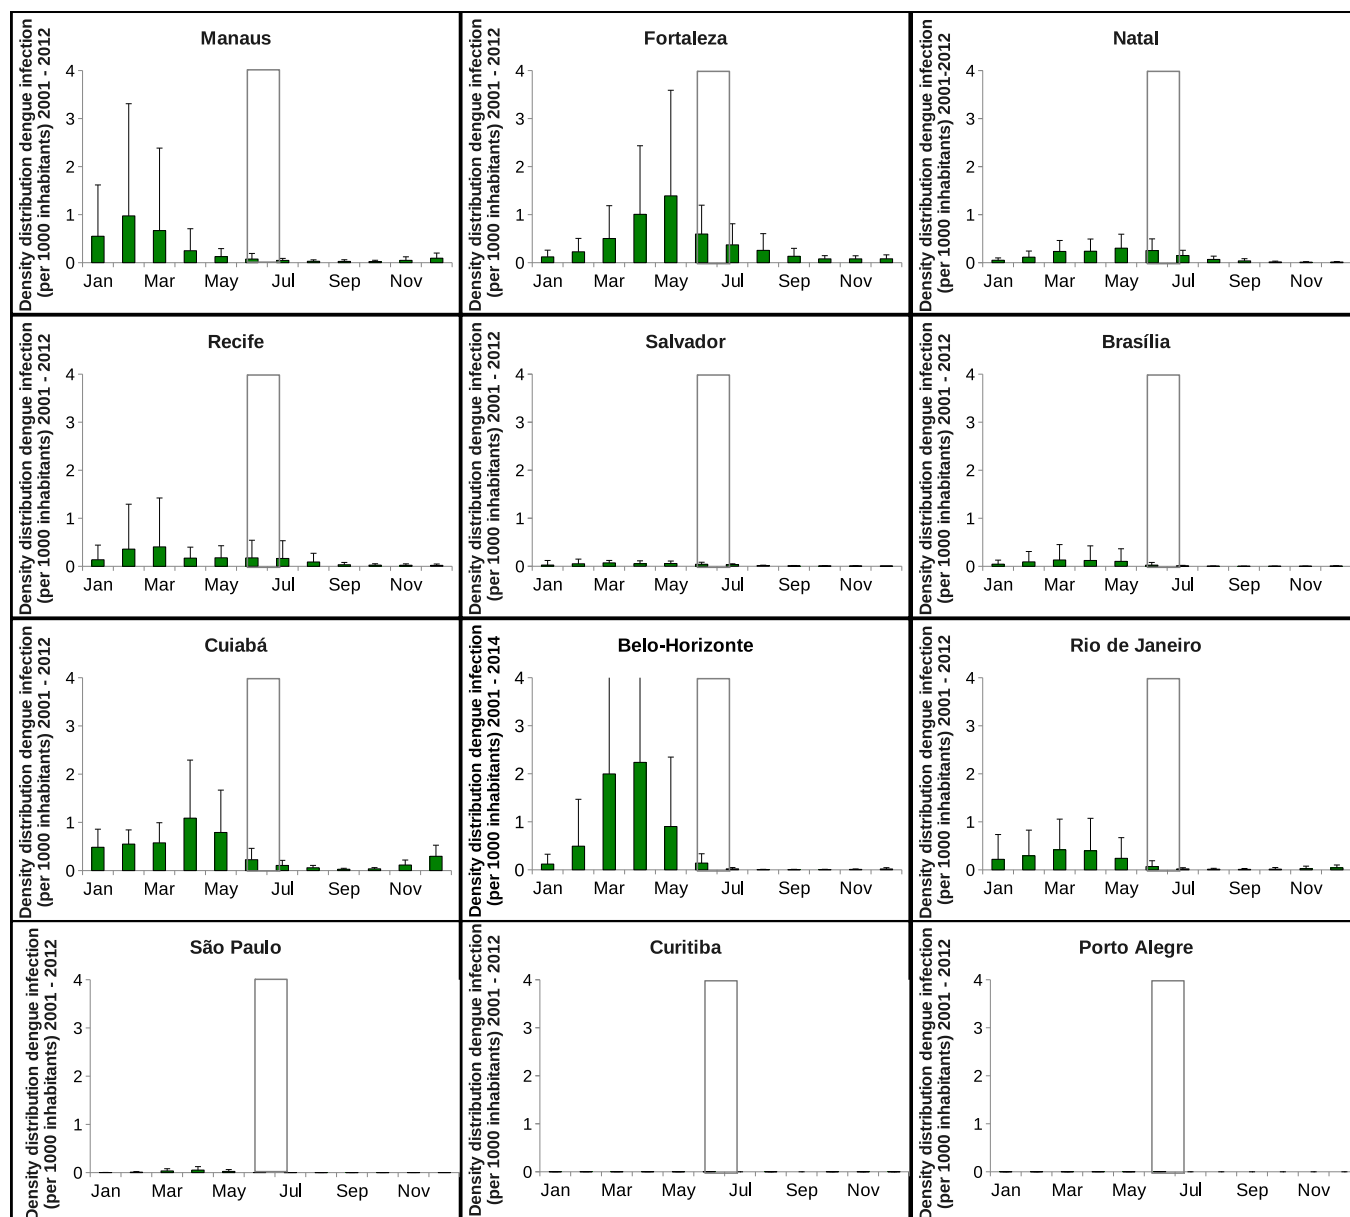 Density distribution dengue infection
(per 1000 inhabitants) 2001 - 2012
Manaus
4
3
2
1
0
Jan Mar May Jul Sep Nov
Density distribution dengue infection
(per 1000 inhabitants) 2001 - 2012
Fortaleza
4
3
2
1
0
Jan Mar May Jul Sep Nov
Density distribution dengue infection
(per 1000 inhabitants) 2001-2012
Natal
4
3
2
1
0
Jan Mar May Jul Sep Nov
Density distribution dengue infection
(per 1000 inhabitants) 2001 - 2012
Recife
4
3
2
1
0
Jan Mar May Jul Sep Nov
Density distribution dengue infection
(per 1000 inhabitants) 2001 - 2012
Salvador
4
3
2
1
0
Jan Mar May Jul Sep Nov
Density distribution dengue infection
(per 1000 inhabitants) 2001 - 2012
Brasília
4
3
2
1
0
Jan Mar May Jul Sep Nov
Density distribution dengue infection
(per 1000 inhabitants) 2001 - 2012
Cuiabá
4
3
2
1
0
Jan Mar May Jul Sep Nov
Density distribution dengue infection
(per 1000 inhabitants) 2001 - 2014
Belo-Horizonte
4
3
2
1
0
Jan Mar May Jul Sep Nov
Density distribution dengue infection
(per 1000 inhabitants) 2001 - 2012
Rio de Janeiro
4
3
2
1
0
Jan Mar May Jul Sep Nov
Density distribution dengue infection
(per 1000 inhabitants) 2001 - 2012
São Paulo
4
3
2
1
0
Jan Mar May Jul Sep Nov
Density distribution dengue infection
(per 1000 inhabitants) 2001 - 2012
Curitiba
4
3
2
1
0
Jan Mar May Jul Sep Nov
Density distribution dengue infection
(per 1000 inhabitants) 2001 - 2012
Porto Alegre
4
3
2
1
0
Jan Mar May Jul Sep Nov